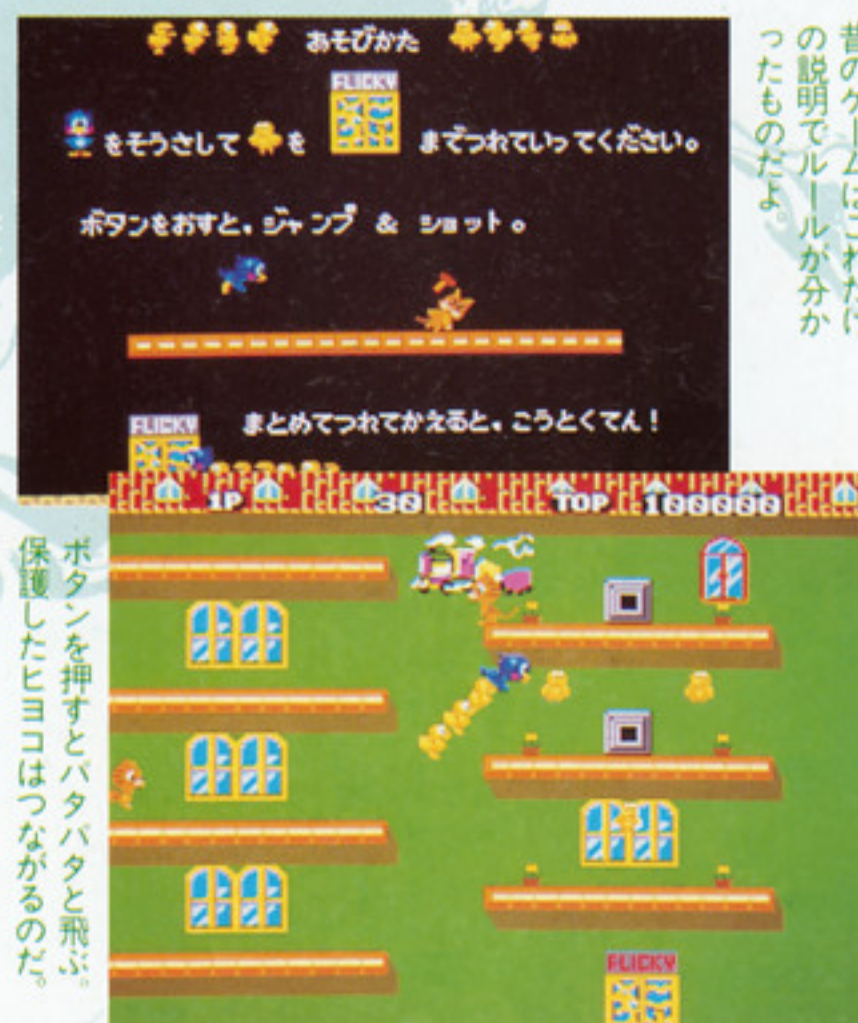 昔のゲームはこれだけ
の説明でルールが分か
ったものだよ。
あそびかた
FLICKY
をそうさして を までつれていってください。
ボタンをおすと、ジャンプ & ショット。
FLICKY
まとめてつれてかえると、こうとくてん!
1P 30 TOP 100000
FLICKY
ボタンを押すとパタパタと飛ぶ。
保護したヒヨコはつながるのだ。